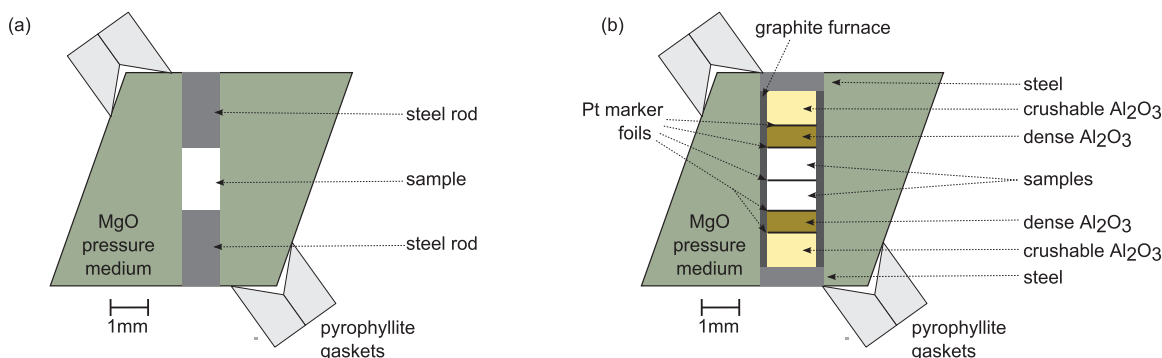 (a)
steel rod
sample
MgO
pressure
medium
steel rod
1mm
pyrophyllite
gaskets
(b)
graphite furnace
Pt marker
foils
steel
crushable Al2O3
dense Al2O3
samples
dense Al2O3
crushable Al2O3
steel
MgO
pressure
medium
1mm
pyrophyllite
gaskets